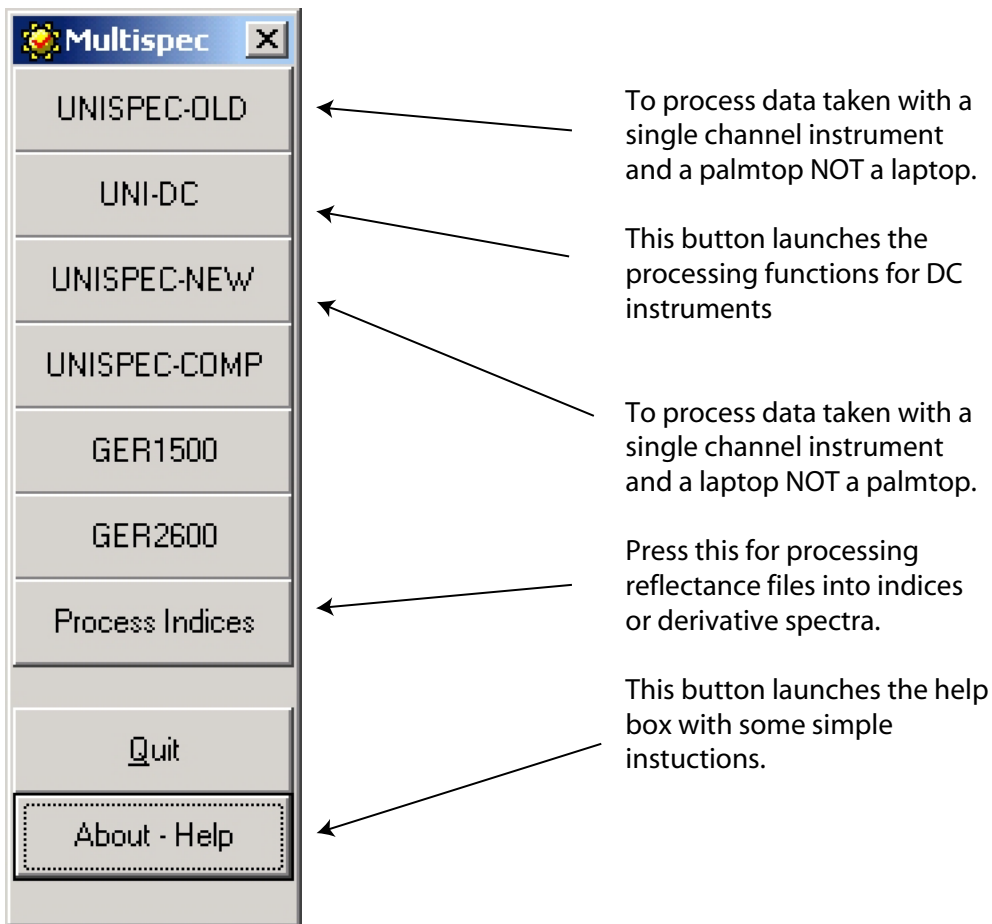 Multispec
UNISPEC-OLD
UNI-DC
UNISPEC-NEW
UNISPEC-COMP
GER1500
GER2600
Process Indices
Quit
About - Help
To process data taken with a
single channel instrument
and a palmtop NOT a laptop.
This button launches the
processing functions for DC
instruments
To process data taken with a
single channel instrument
and a laptop NOT a palmtop.
Press this for processing
reflectance files into indices
or derivative spectra.
This button launches the help
box with some simple
instuctions.